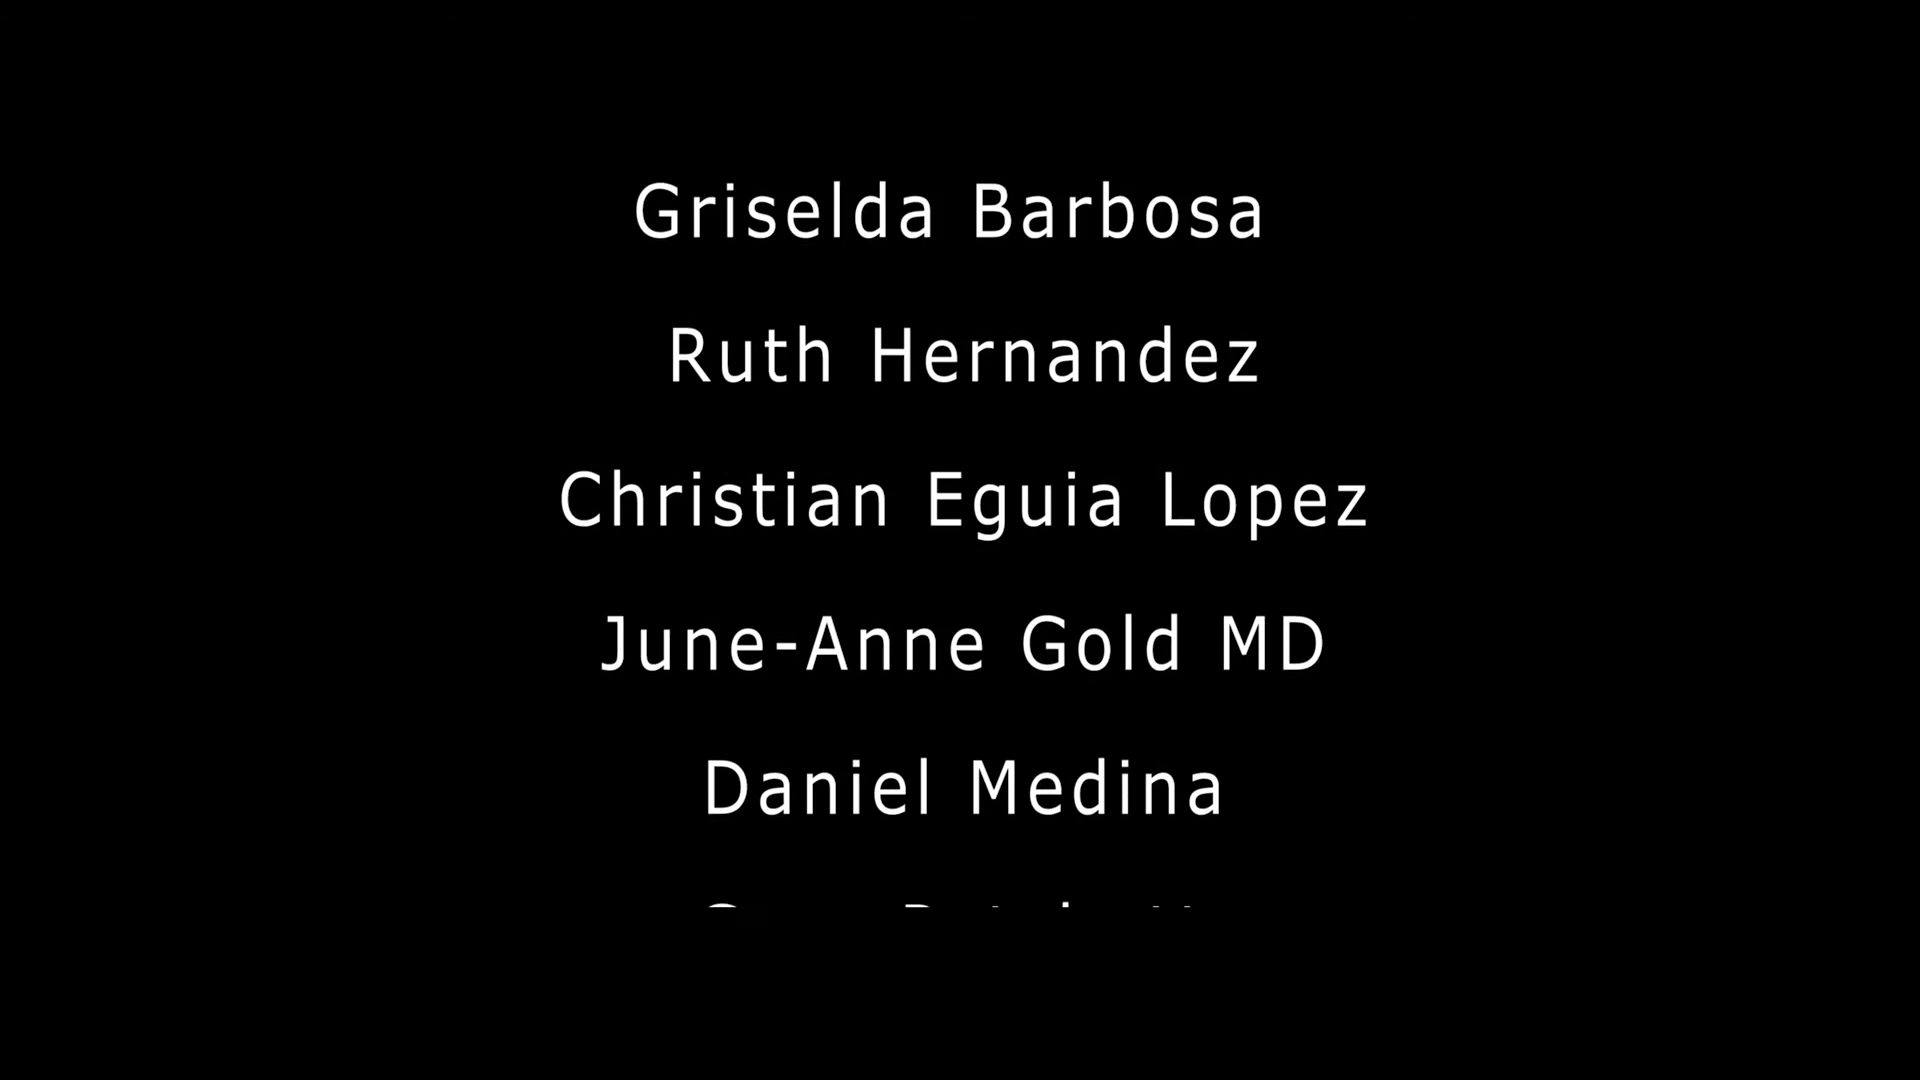 Griselda Barbosa
Ruth Hernandez
Christian Eguia Lopez
June-Anne Gold MD
Daniel Medina